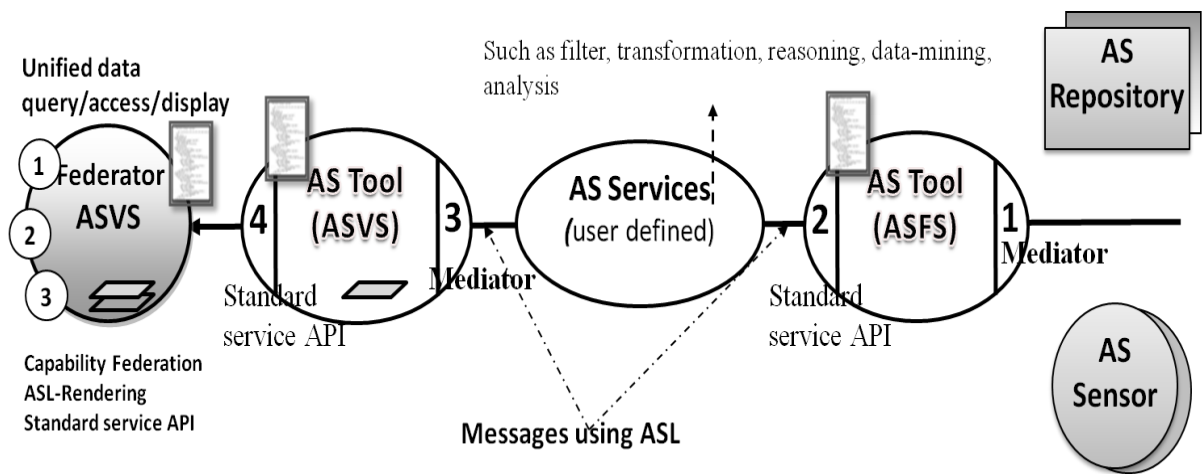 Such as filter, transformation, reasoning, data-mining,
analysis
Unified data
query/access/display
1
Federator
ASVS
2
3
4
AS Tool
(ASVS)
3
Mediator
Standard
service API
AS Services
(user defined)
2
AS Tool
(ASFS)
1
Mediator
Standard
service API
AS
Repository
AS
Sensor
Capability Federation
ASL-Rendering
Standard service API
Messages using ASL